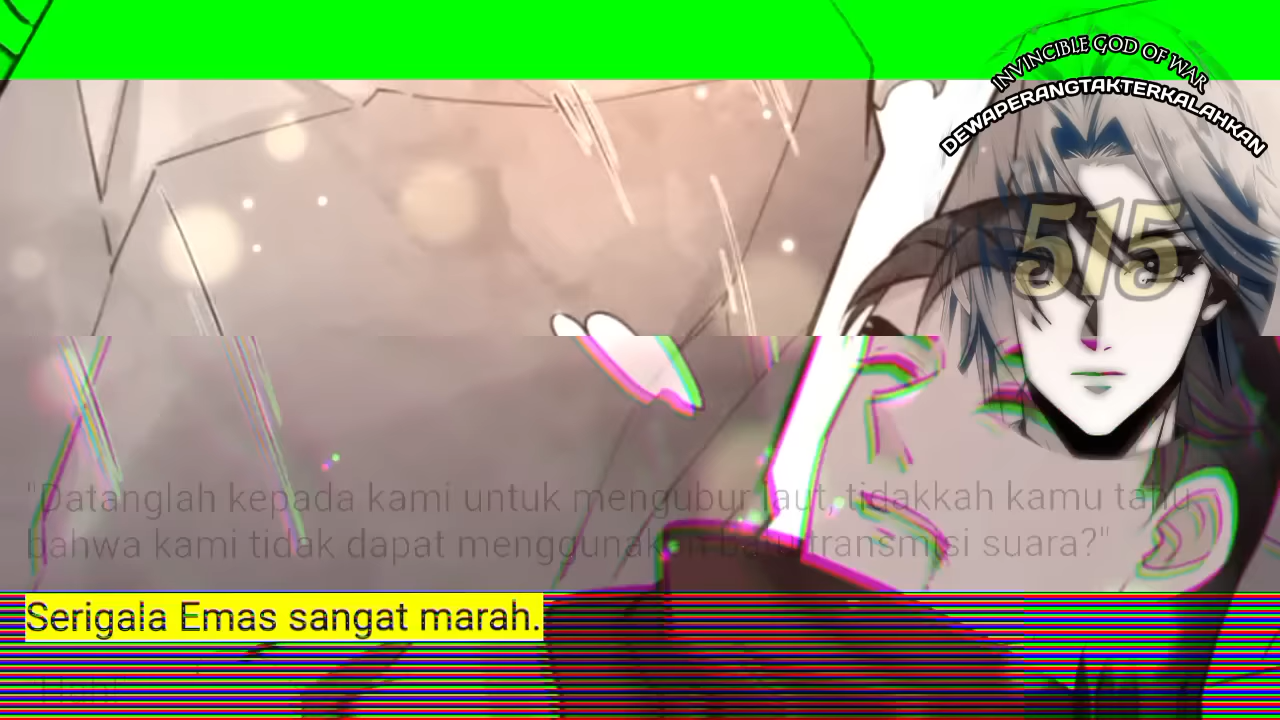 INVINCIBLE GOD OF WAR
DEWAPERANGTAKTERKALAHKAN
515
"Datanglah kepada kami untuk mengubur laut, tidakkah kamu tahu
bahwa kami tidak dapat menggunakan batu transmisi suara?"
Serigala Emas sangat marah.